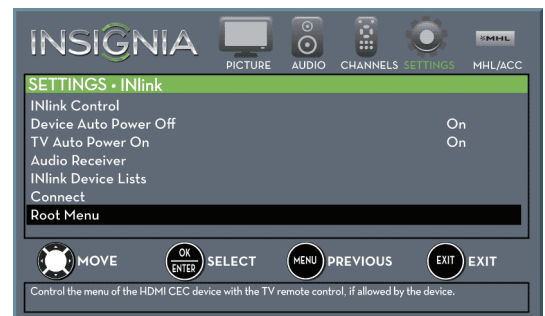 INSIGNIA
PICTURE AUDIO CHANNELS SETTINGS MHL/ACC
MHL
SETTINGS • INlink
INlink Control
Device Auto Power Off On
TV Auto Power On On
Audio Receiver
INlink Device Lists
Connect
Root Menu
MOVE OK ENTER SELECT MENU PREVIOUS EXIT EXIT
Control the menu of the HDMI CEC device with the TV remote control, if allowed by the device.